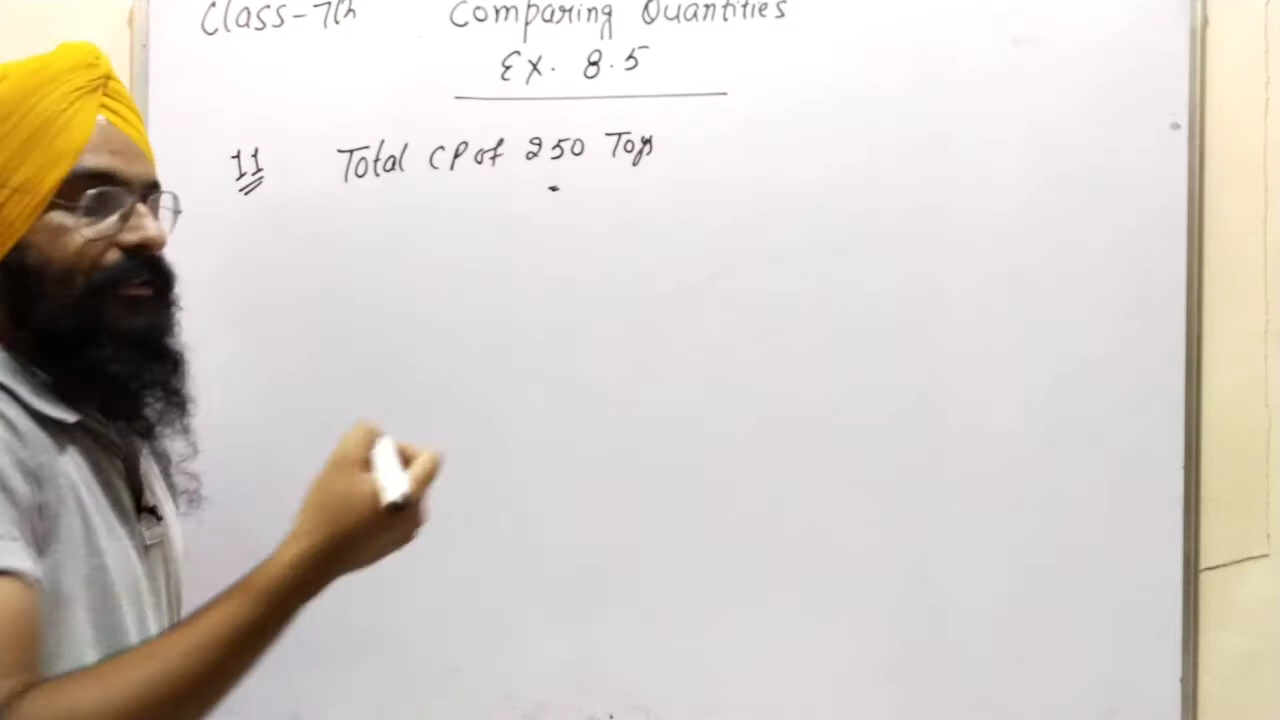 Class-7th Comparing Quantities
Ex. 8.5
11 Total CP of 250 Toys